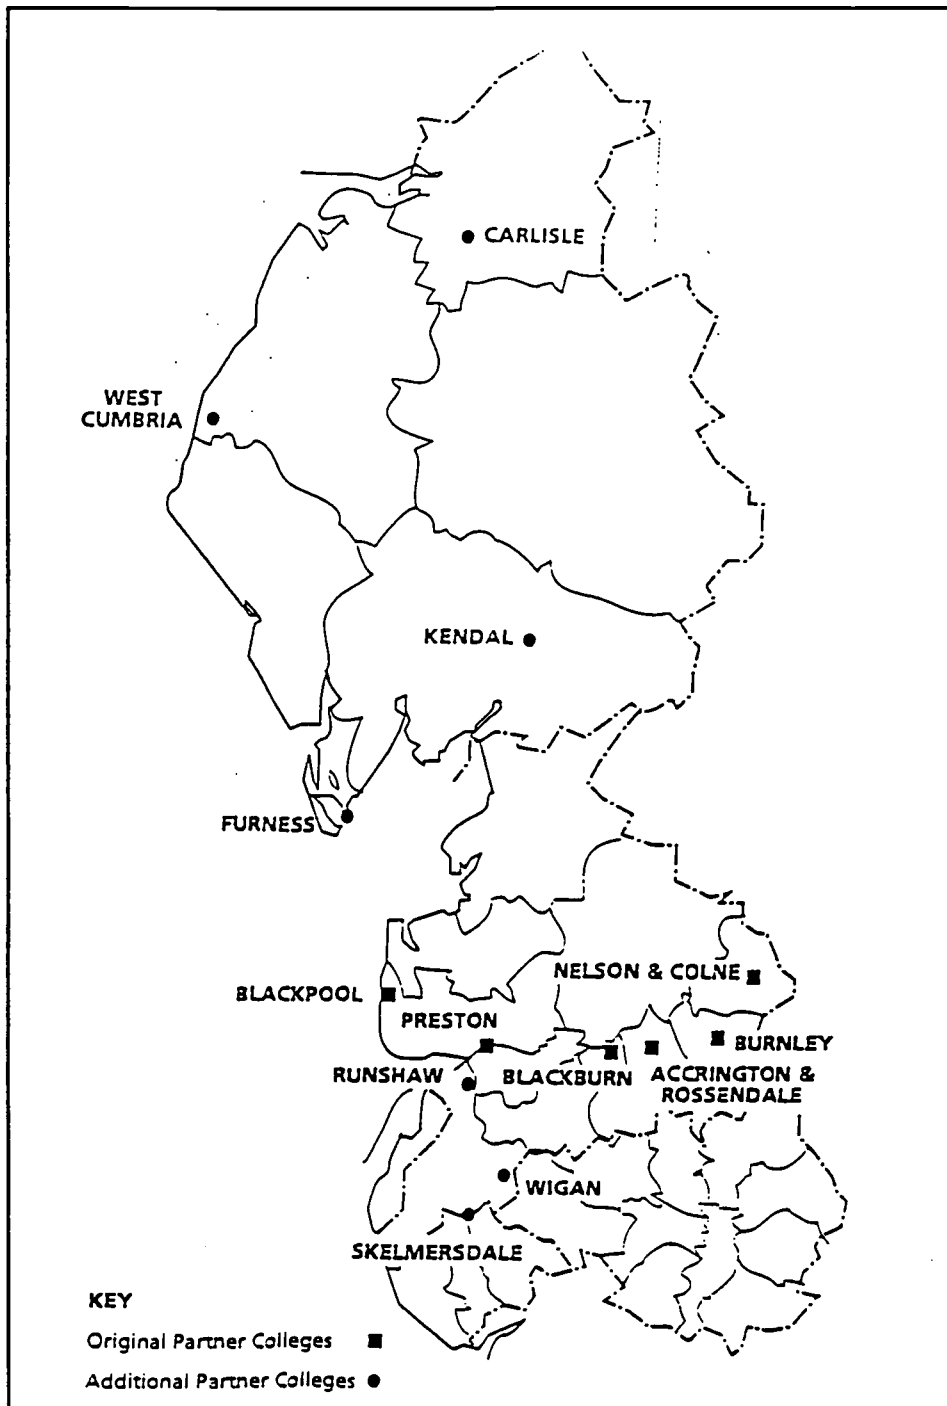 CARLISLE
WEST
CUMBRIA
KENDAL
FURNESS
NELSON & COLNE
BLACKPOOL
PRESTON
BURNLEY
RUNSHAW
BLACKBURN
ACCRINGTON &
ROSSENDALE
WIGAN
SKELMERSDALE
KEY
Original Partner Colleges
Additional Partner Colleges